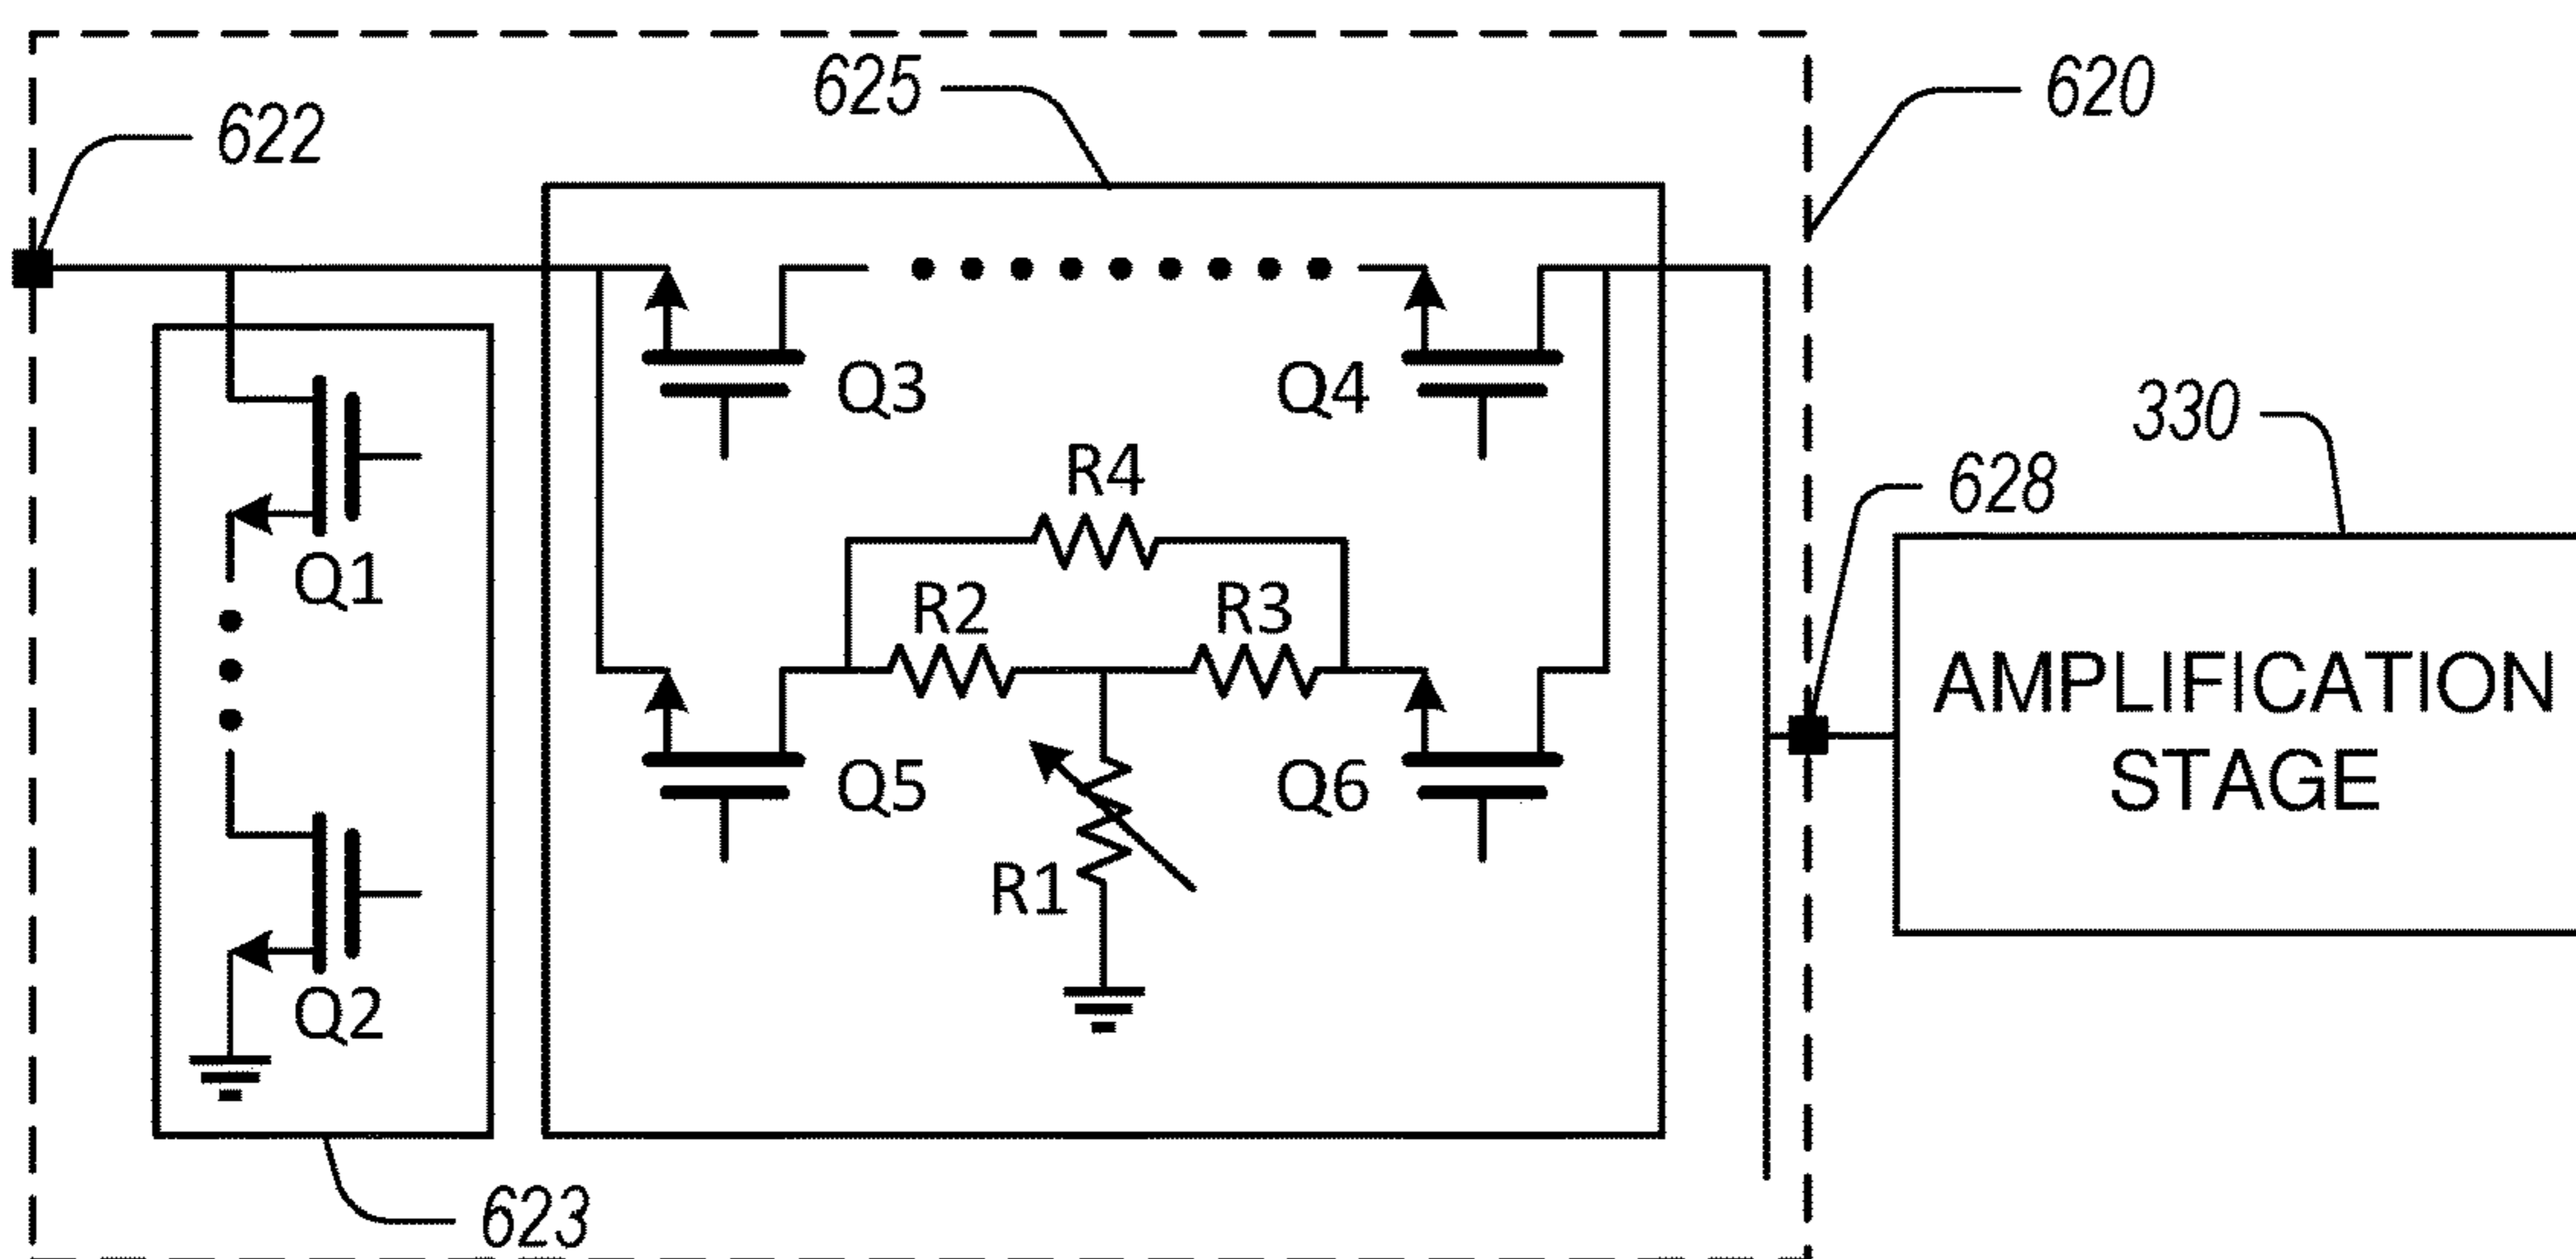 625
620
622
Q3
Q4
330
R4
628
Q1
R2
R3
AMPLIFICATION
STAGE
Q5
Q6
R1
Q2
623